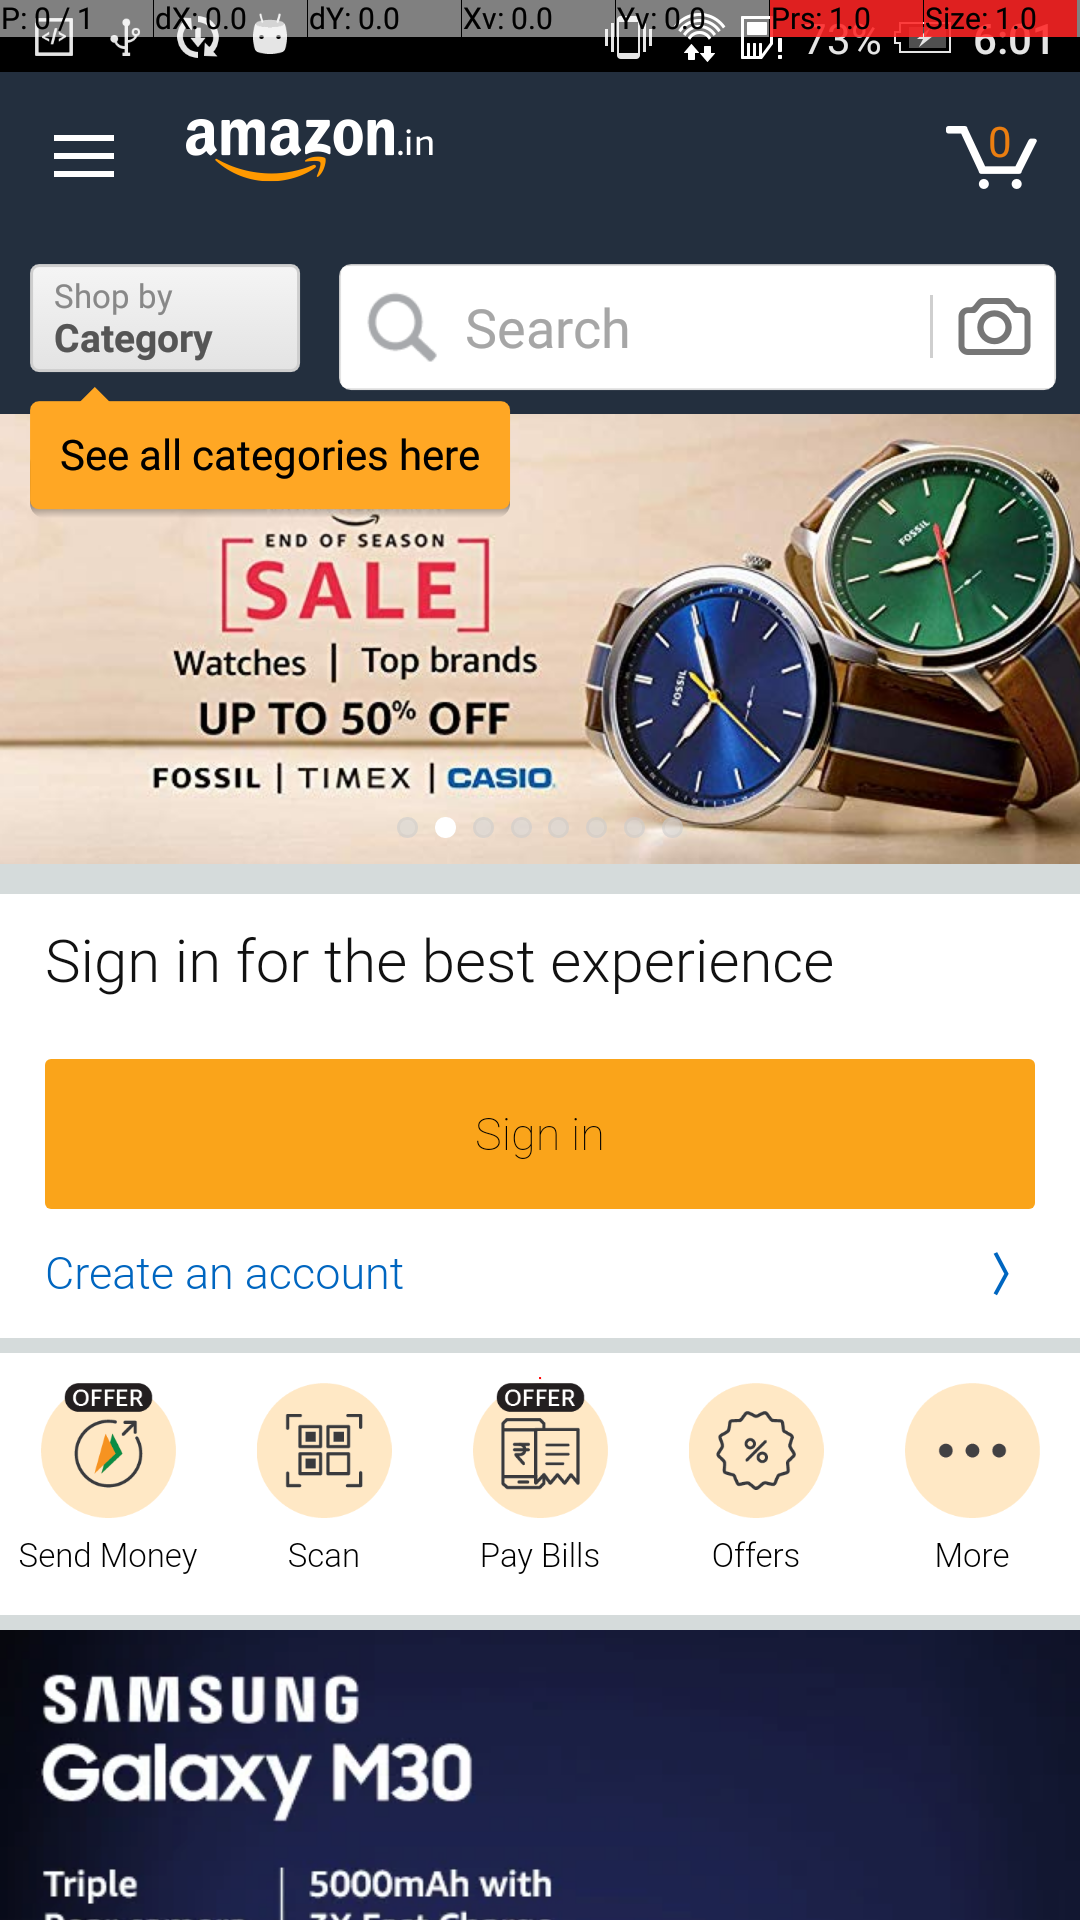 P: 0 / 1 dX: 0.0 dY: 0.0 Xv: 0.0 Yv: 0.0 Prs: 1.0 Size: 1.0
73% 6:01
amazon.in
0
Shop by
Category
Search
See all categories here
END OF SEASON
SALE
Watches | Top brands
UP TO 50% OFF
FOSSIL | TIMEX | CASIO
FOSSIL
FOSSIL
Sign in for the best experience
Sign in
Create an account
OFFER OFFER
Send Money Scan Pay Bills Offers More
SAMSUNG
Galaxy M30
Triple
5000mAh with